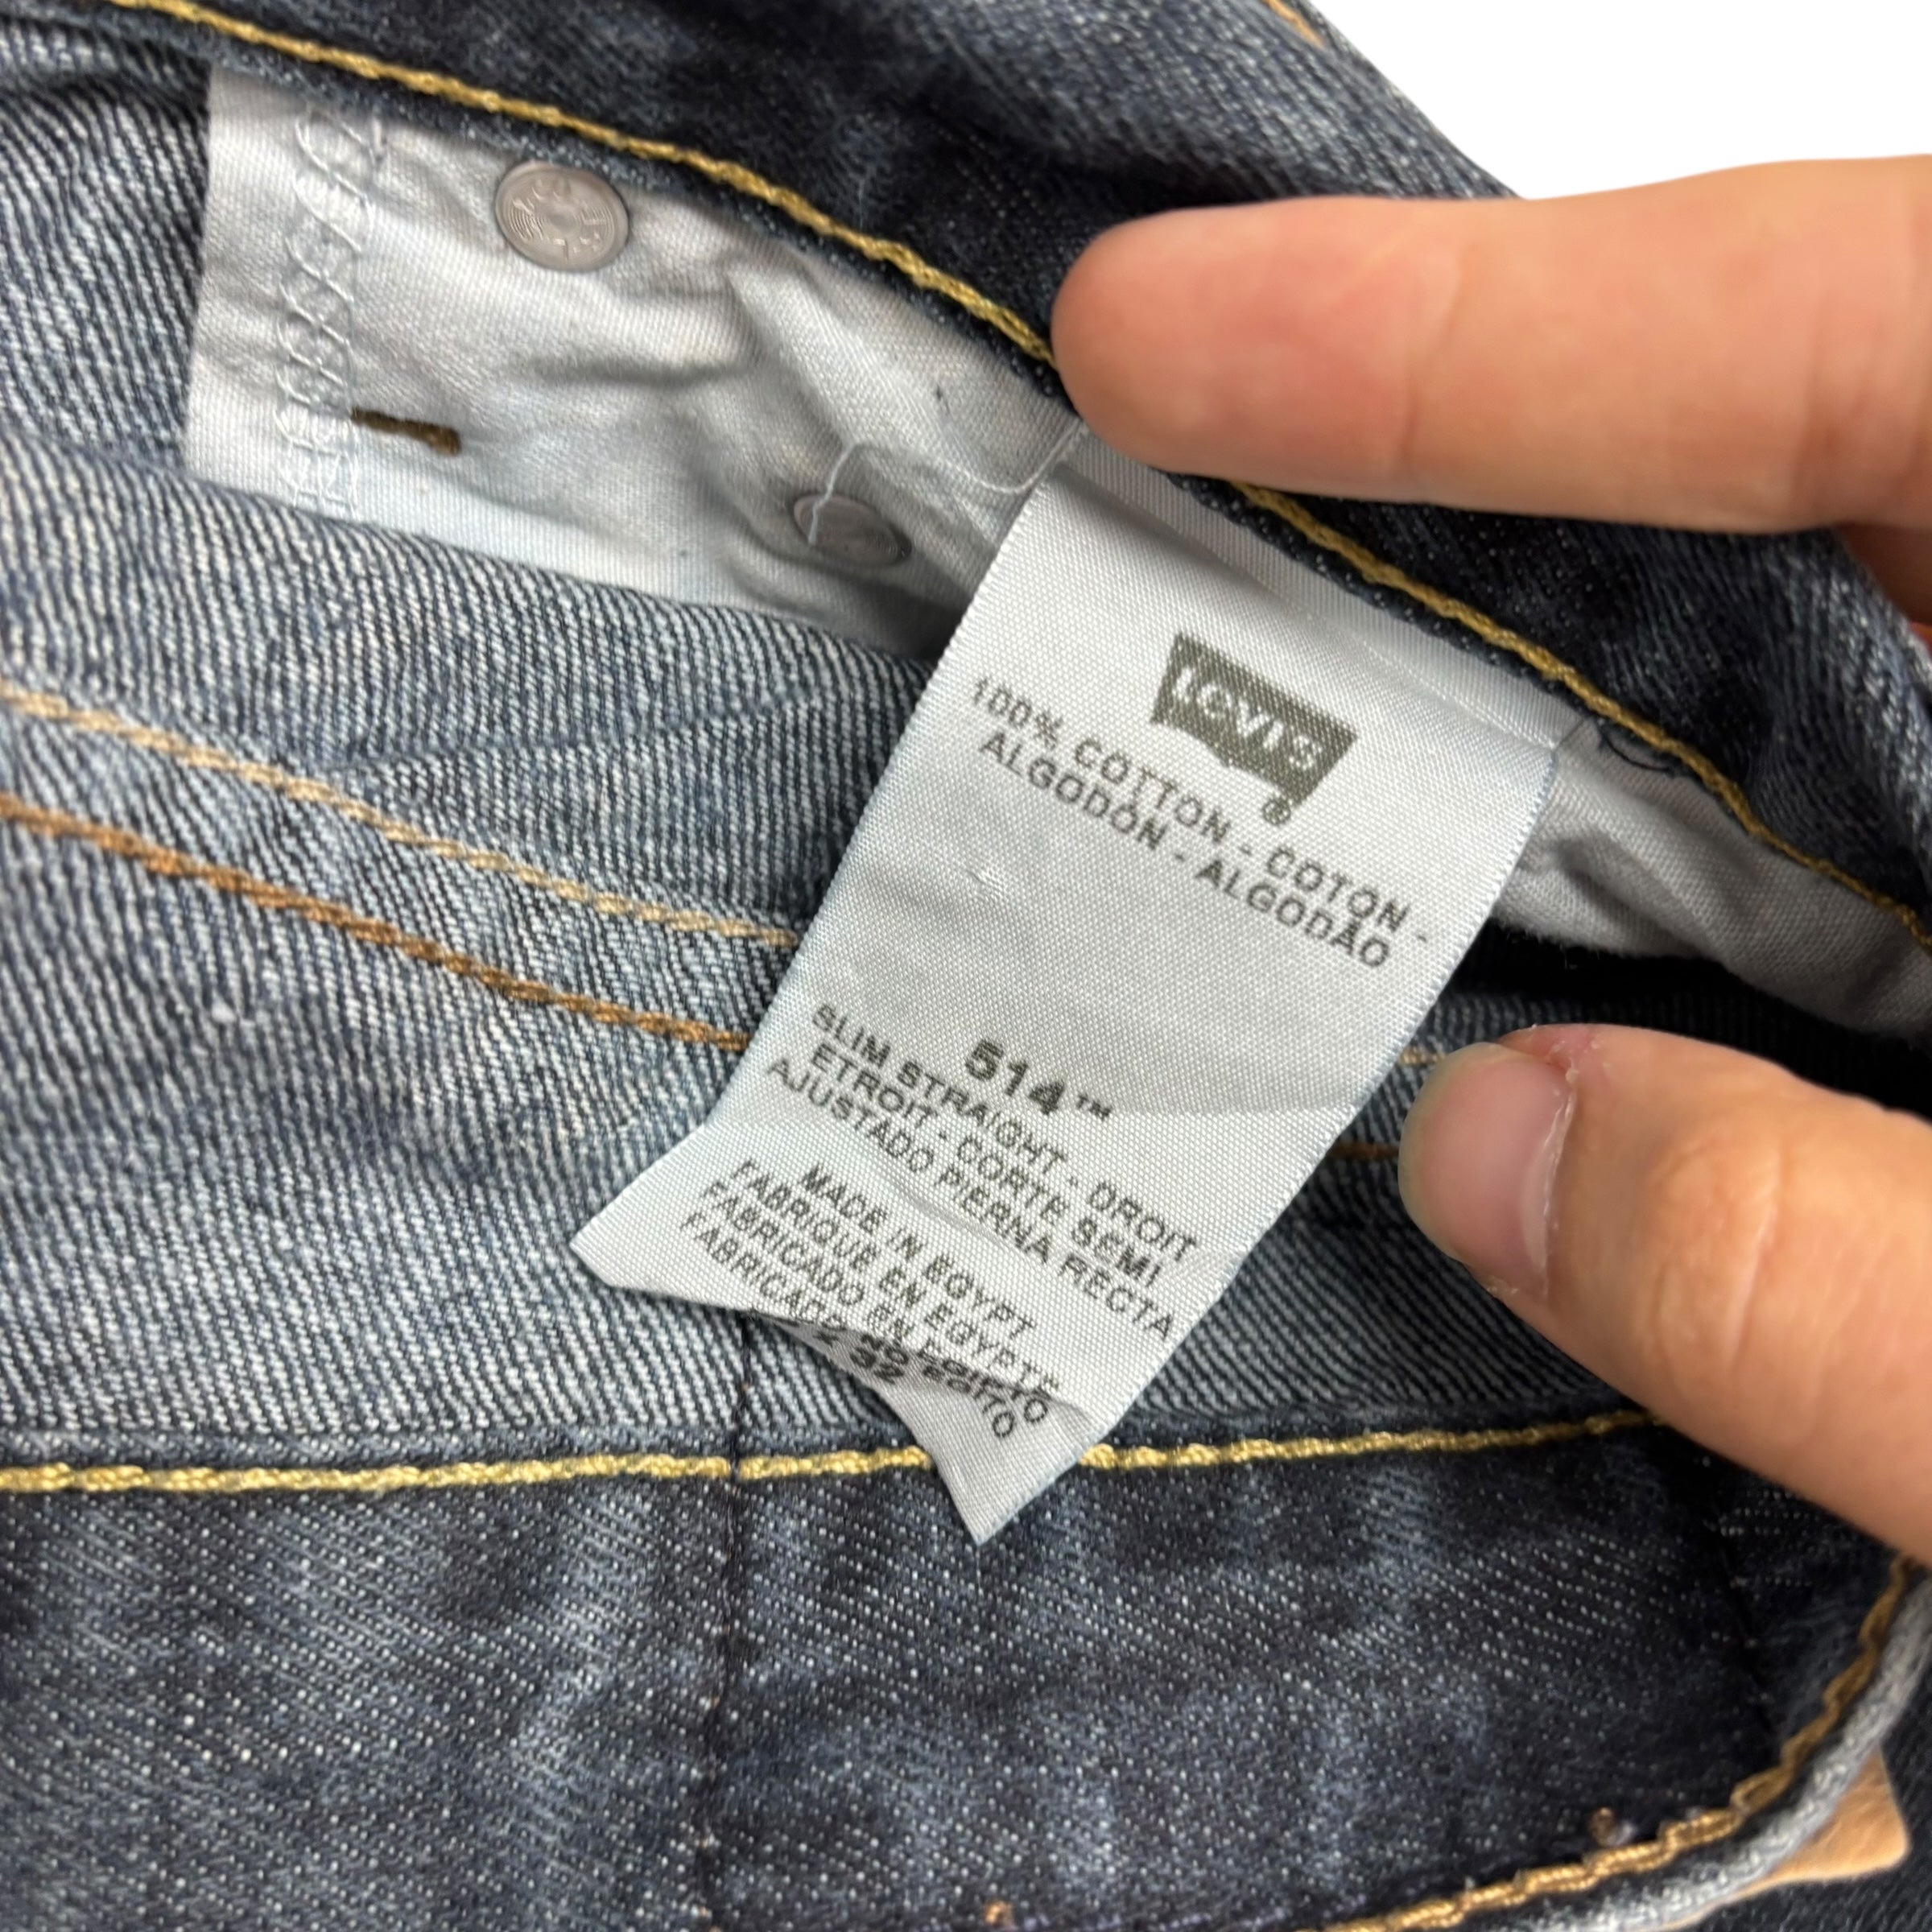 Levi's
®
100% COTTON - COTON -
ALGODÓN - ALGODÃO
514™
SLIM STRAIGHT - DROIT
ETROIT - CORTE SEMI
AJUSTADO PIERNA RECTA
MADE IN EGYPT
FABRIQUE EN EGYPTE
FABRICADO EN EGIPTO
FABRICADO NO EGITO